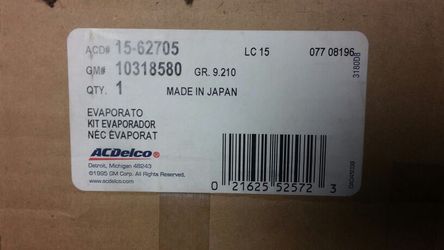 ACD# 15-62705 LC 15 077 08196
GM# 10318580 GR. 9.210
QTY. 1 MADE IN JAPAN
3180DB
EVAPORATO
KIT EVAPORADOR
NÉC ÉVAPORAT
ACDelco®
Detroit, Michigan 48243
©1995 GM Corp. All Rights Reserved.
www.acdelco.com
0 21625 52572 3